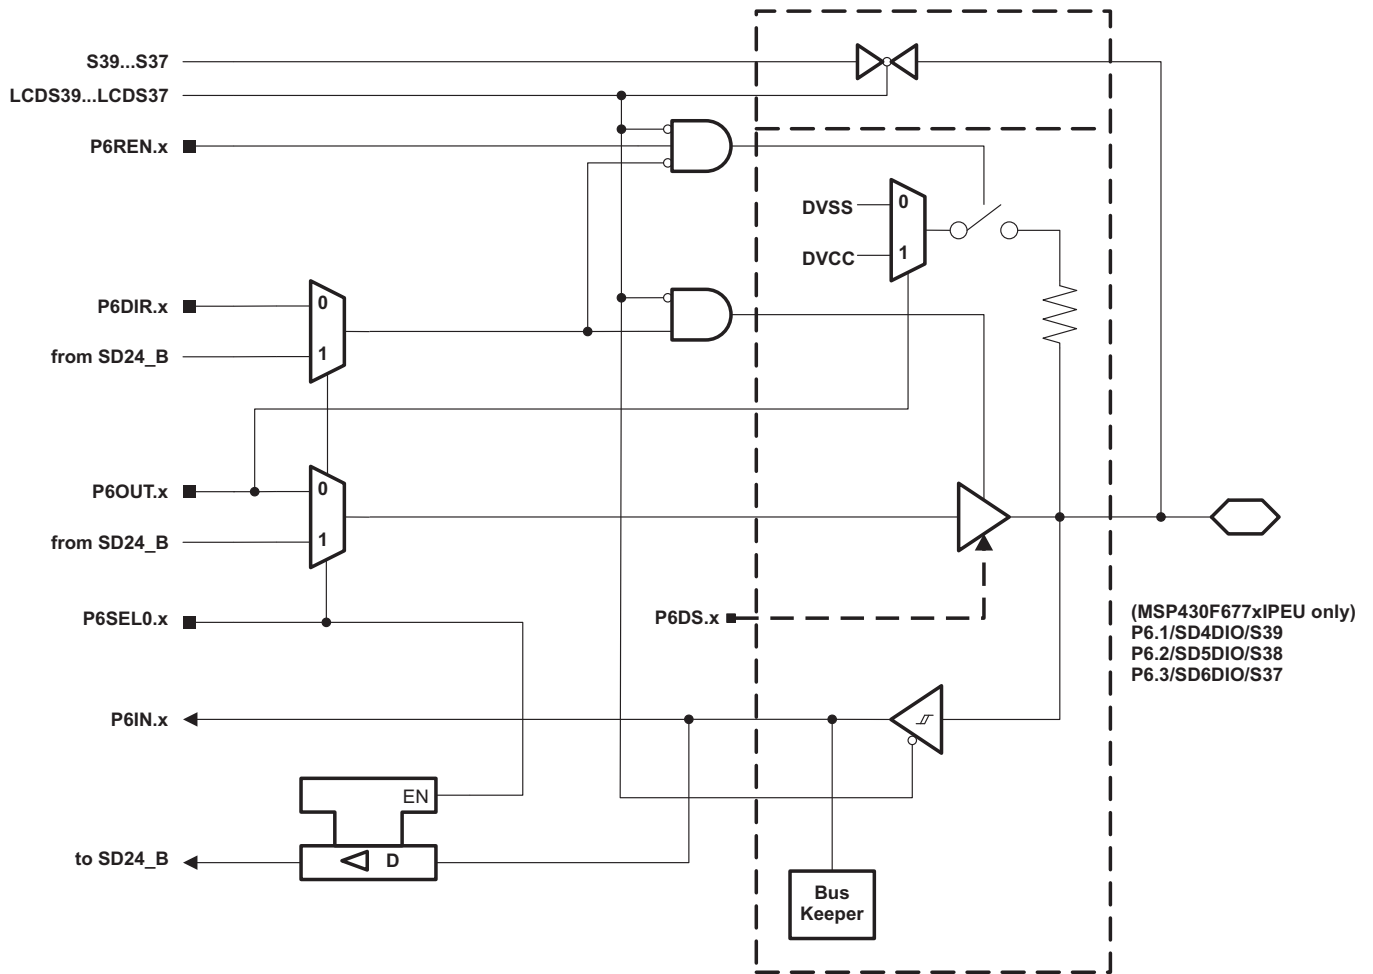 S39...S37
LCDS39...LCDS37
P6REN.x
DVSS
0
DVCC
1
P6DIR.x
0
from SD24_B
1
P6OUT.x
0
from SD24_B
1
P6SEL0.x
P6DS.x
(MSP430F677xIPEU only)
P6.1/SD4DIO/S39
P6.2/SD5DIO/S38
P6.3/SD6DIO/S37
P6IN.x
EN
to SD24_B
D
Bus
Keeper